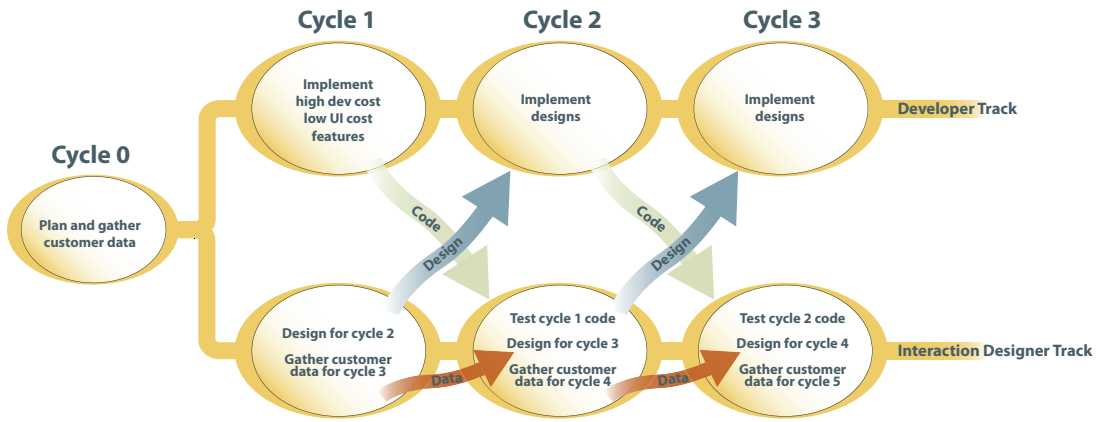 Cycle 1
Cycle 2
Cycle 3
Implement
high dev cost
low UI cost
features
Implement
designs
Implement
designs
Developer Track
Cycle 0
Plan and gather
customer data
Code
Design
Code
Design
Design for cycle 2
Gather customer
data for cycle 3
Data
Test cycle 1 code
Design for cycle 3
Gather customer
data for cycle 4
Data
Test cycle 2 code
Design for cycle 4
Gather customer
data for cycle 5
Interaction Designer Track